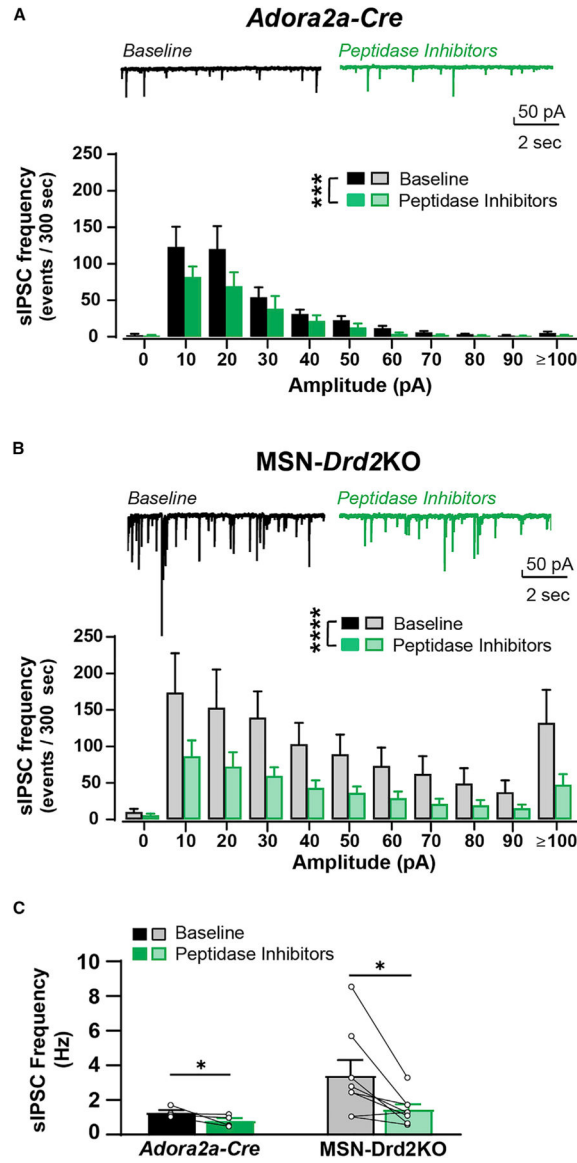 A
Adora2a-Cre
Baseline
Peptidase Inhibitors
50 pA
2 sec
sIPSC frequency
(events / 300 sec)
250
200
150
100
50
0
***
Baseline
Peptidase Inhibitors
0 10 20 30 40 50 60 70 80 90 ≥100
Amplitude (pA)
B
MSN-Drd2KO
Baseline
Peptidase Inhibitors
50 pA
2 sec
sIPSC frequency
(events / 300 sec)
250
200
150
100
50
0
****
Baseline
Peptidase Inhibitors
0 10 20 30 40 50 60 70 80 90 ≥100
Amplitude (pA)
C
Baseline
Peptidase Inhibitors
sIPSC Frequency
(Hz)
10
8
6
4
2
0
*
*
Adora2a-Cre MSN-Drd2KO